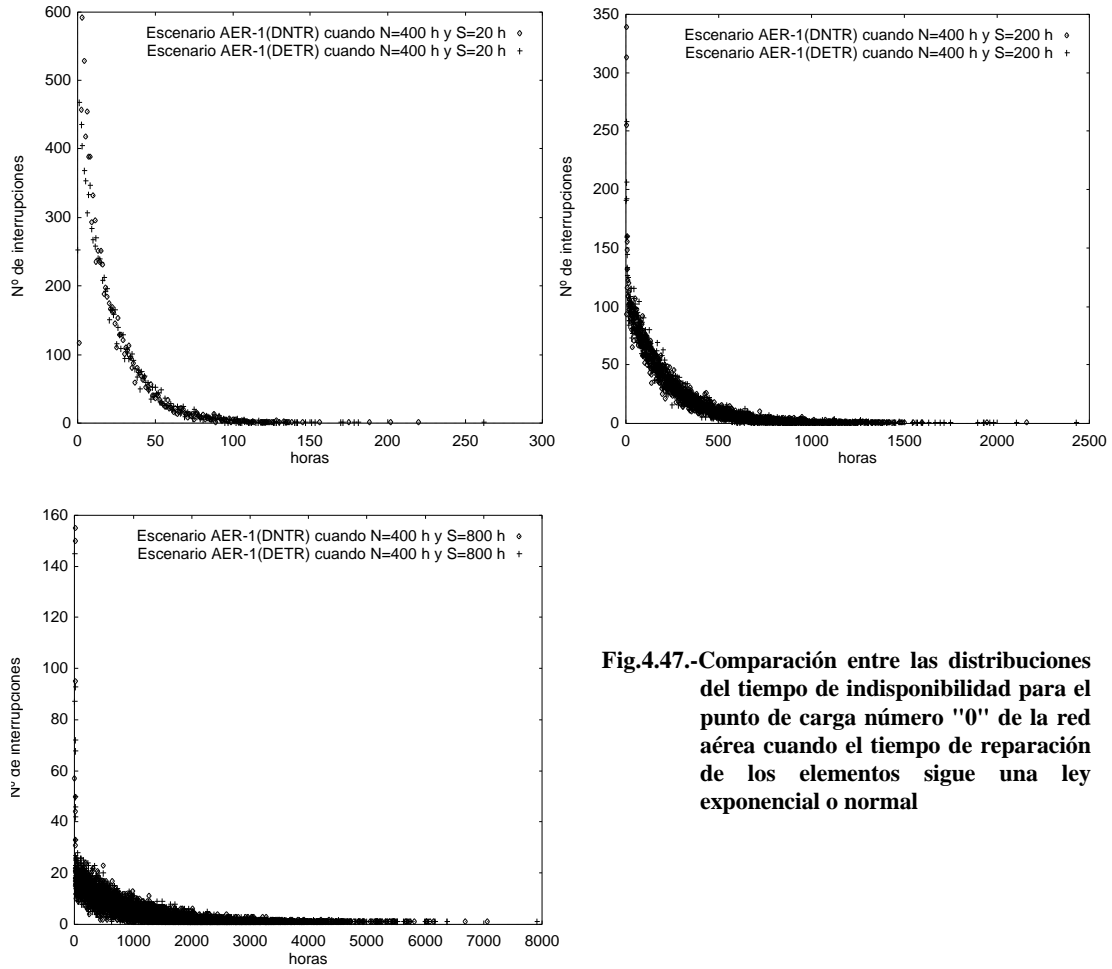 600
500
400
300
200
100
0
0 50 100 150 200 250 300
horas
Nº de interrupciones
Escenario AER-1(DNTR) cuando N=400 h y S=20 h
Escenario AER-1(DETR) cuando N=400 h y S=20 h
350
300
250
200
150
100
50
0
0 500 1000 1500 2000 2500
horas
Nº de interrupciones
Escenario AER-1(DNTR) cuando N=400 h y S=200 h
Escenario AER-1(DETR) cuando N=400 h y S=200 h
160
140
120
100
80
60
40
20
0
0 1000 2000 3000 4000 5000 6000 7000 8000
horas
Nº de interrupciones
Escenario AER-1(DNTR) cuando N=400 h y S=800 h
Escenario AER-1(DETR) cuando N=400 h y S=800 h
Fig.4.47.-Comparación entre las distribuciones
del tiempo de indisponibilidad para el
punto de carga número "0" de la red
aérea cuando el tiempo de reparación
de los elementos sigue una ley
exponencial o normal